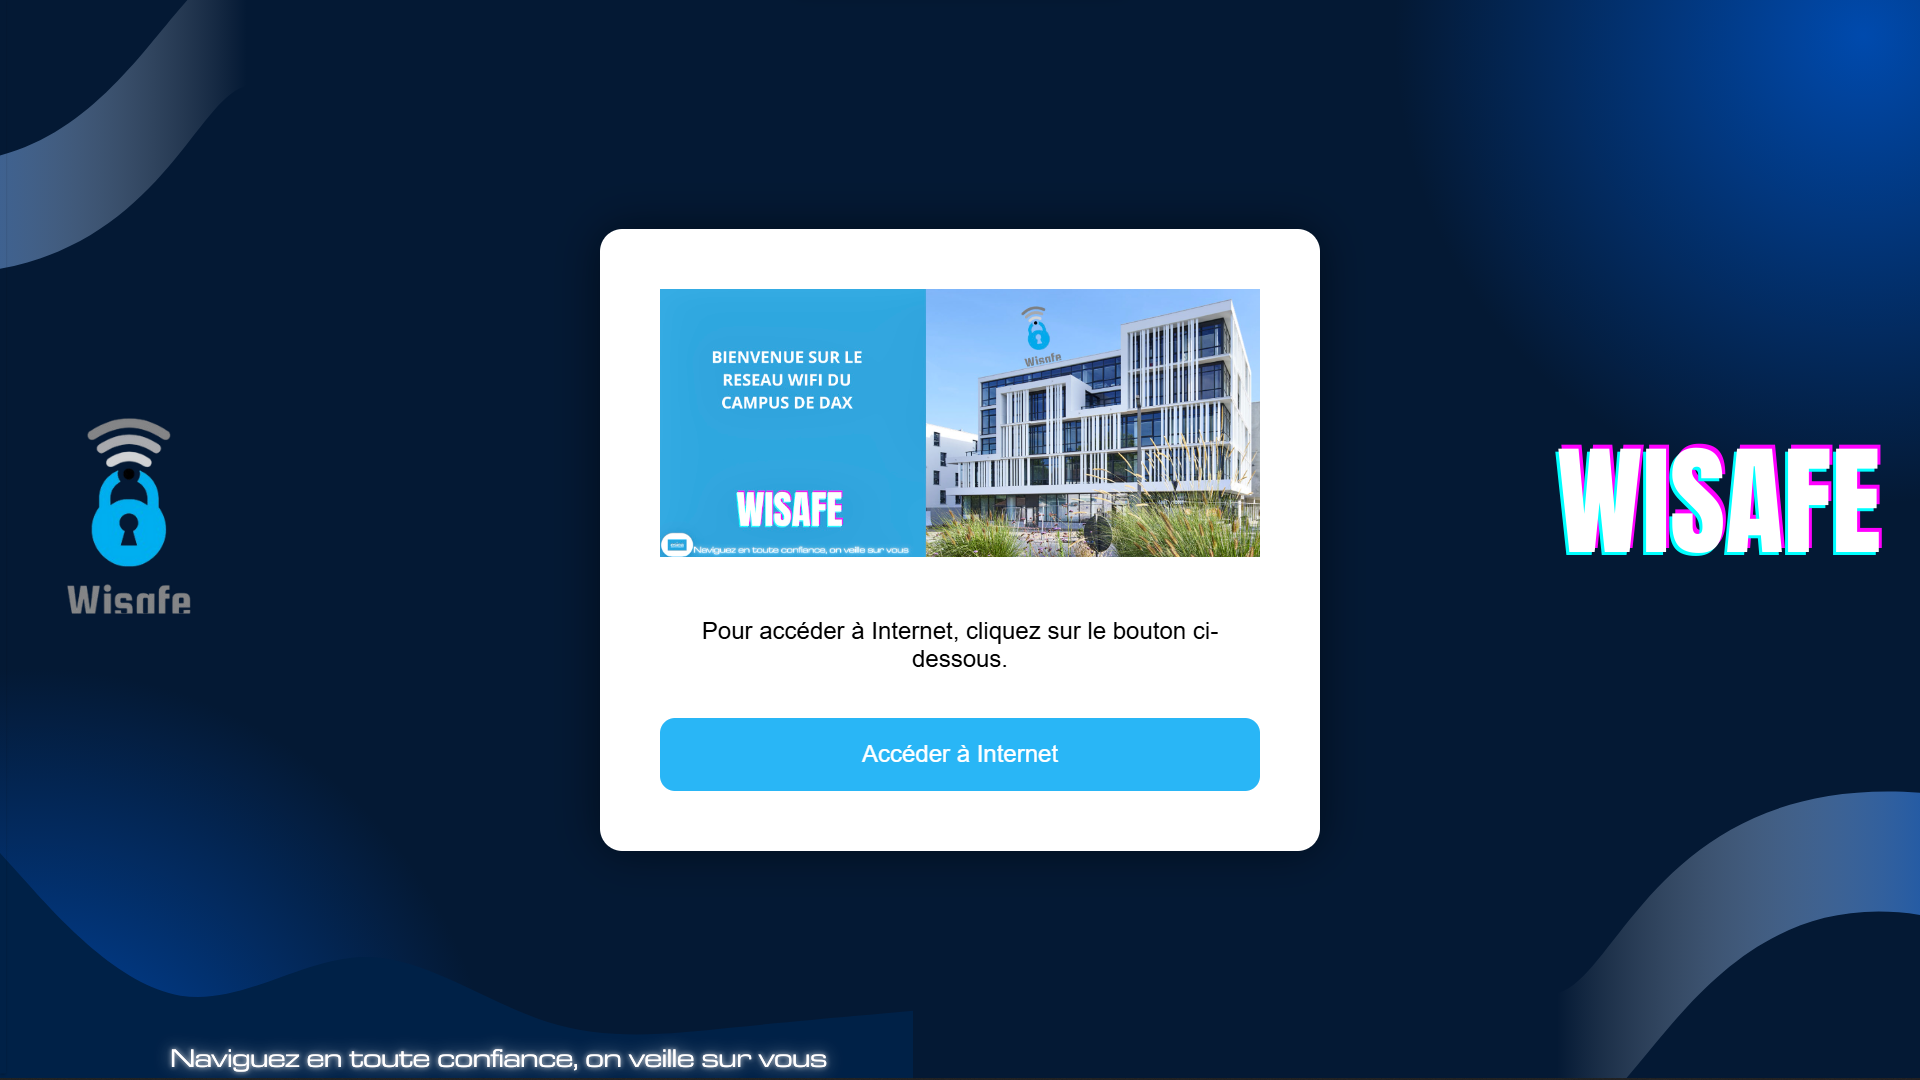 BIENVENUE SUR LE
RESEAU WIFI DU
CAMPUS DE DAX
WISAFE
Naviguez en toute confiance, on veille sur vous
Wisafe
Wisafe
WISAFE
Pour accéder à Internet, cliquez sur le bouton ci-
dessous.
Accéder à Internet
Naviguez en toute confiance, on veille sur vous